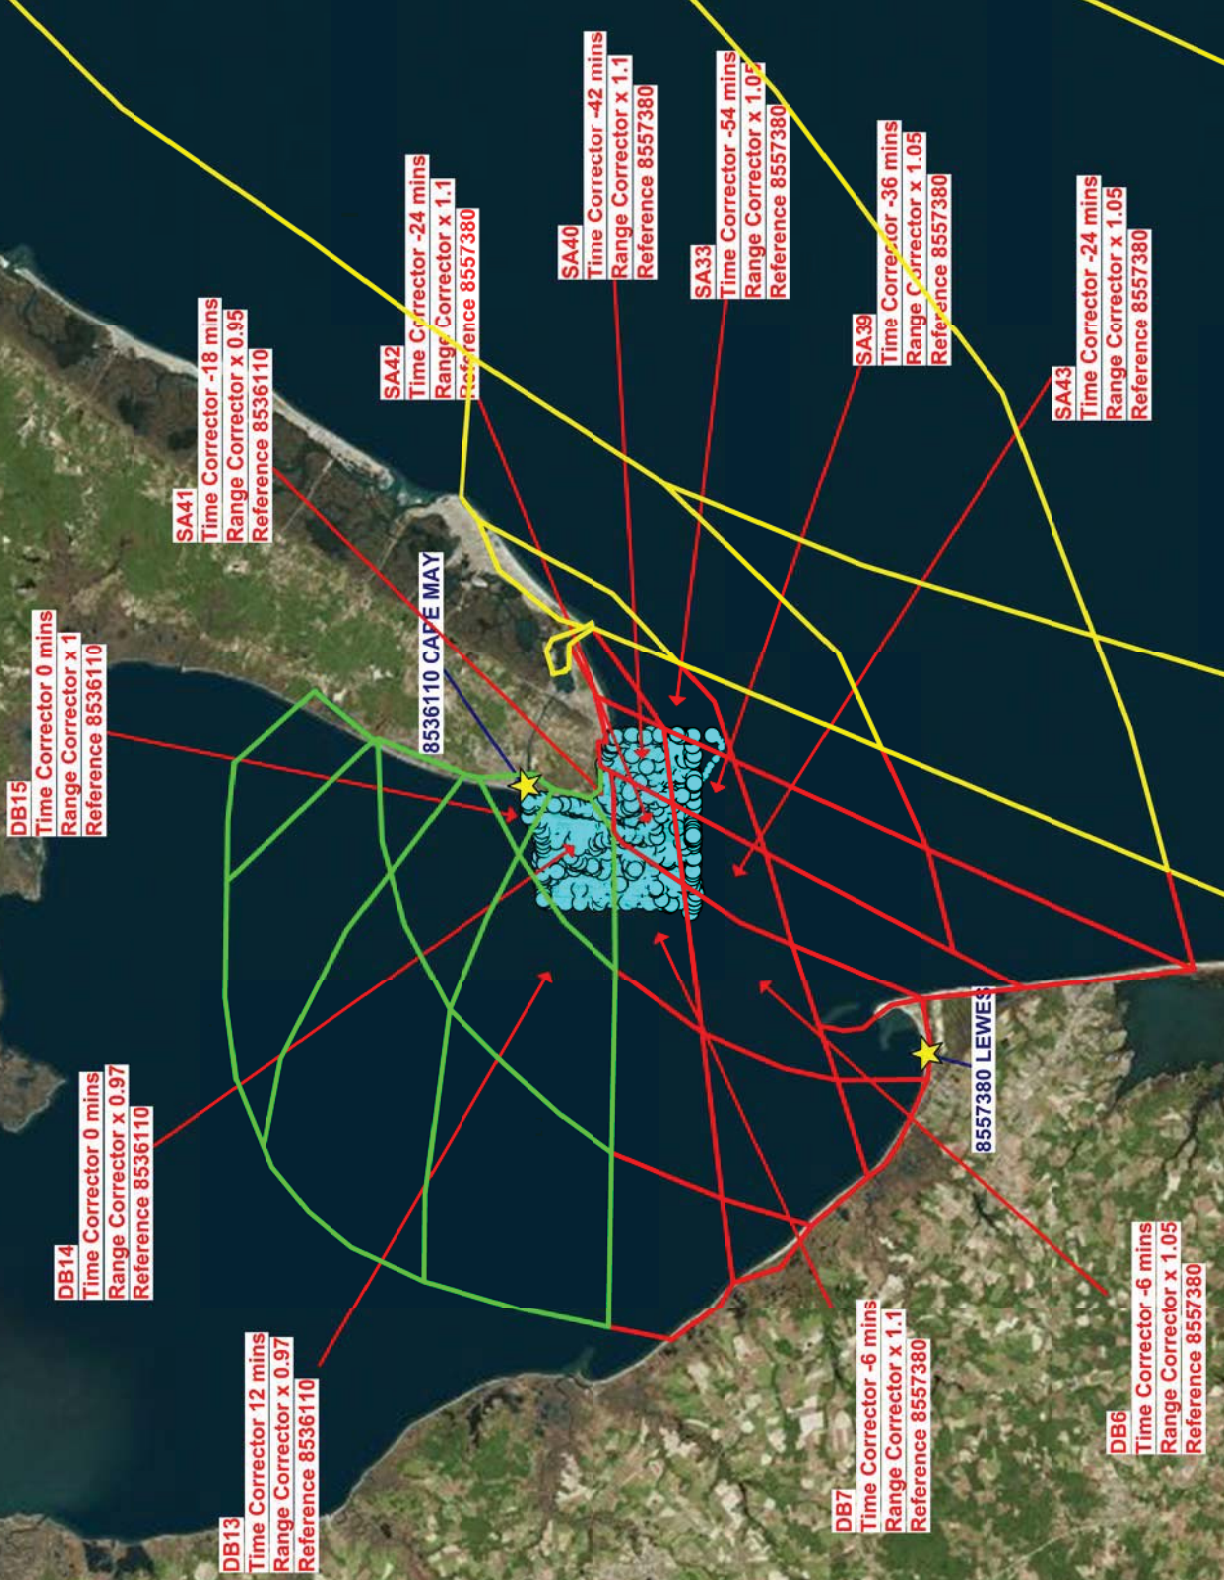 DB15
Time Corrector 0 mins
Range Corrector x 1
Reference 8536110
SA41
Time Corrector -18 mins
Range Corrector x 0.95
Reference 8536110
SA42
Time Corrector -24 mins
Range Corrector x 1.1
Reference 8557380
SA40
Time Corrector -42 mins
Range Corrector x 1.1
Reference 8557380
SA33
Time Corrector -54 mins
Range Corrector x 1.05
Reference 8557380
SA39
Time Corrector -36 mins
Range Corrector x 1.05
Reference 8557380
SA43
Time Corrector -24 mins
Range Corrector x 1.05
Reference 8557380
8536110 CAPE MAY
DB14
Time Corrector 0 mins
Range Corrector x 0.97
Reference 8536110
8557380 LEWES
DB13
Time Corrector 12 mins
Range Corrector x 0.97
Reference 8536110
DB7
Time Corrector -6 mins
Range Corrector x 1.1
Reference 8557380
DB6
Time Corrector -6 mins
Range Corrector x 1.05
Reference 8557380